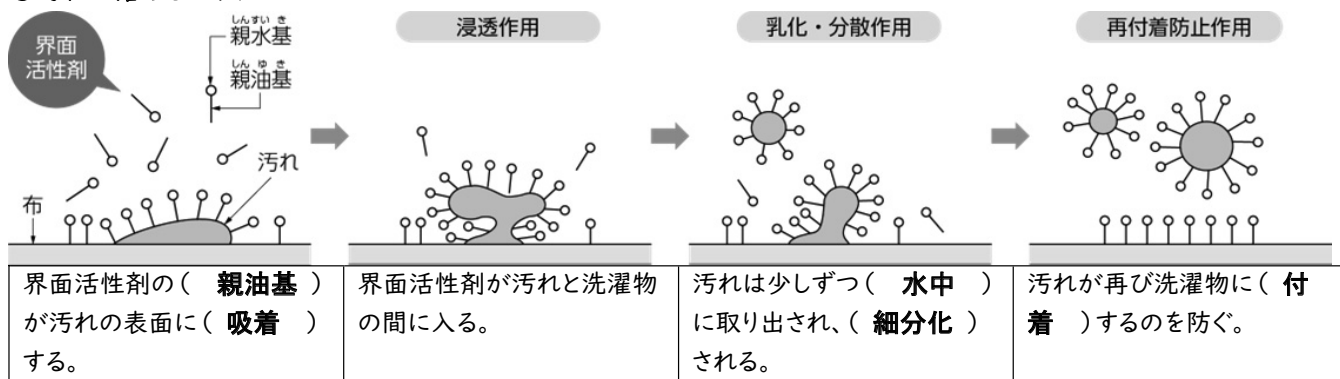 界面
活性剤
しんすいき
親水基
しんゆき
親油基
汚れ
布
浸透作用
乳化・分散作用
再付着防止作用
界面活性剤の( 親油基 )
が汚れの表面に( 吸着 )
する。
界面活性剤が汚れと洗濯物
の間に入る。
汚れは少しずつ( 水中 )
に取り出され、( 細分化 )
される。
汚れが再び洗濯物に( 付
着 )するのを防ぐ。